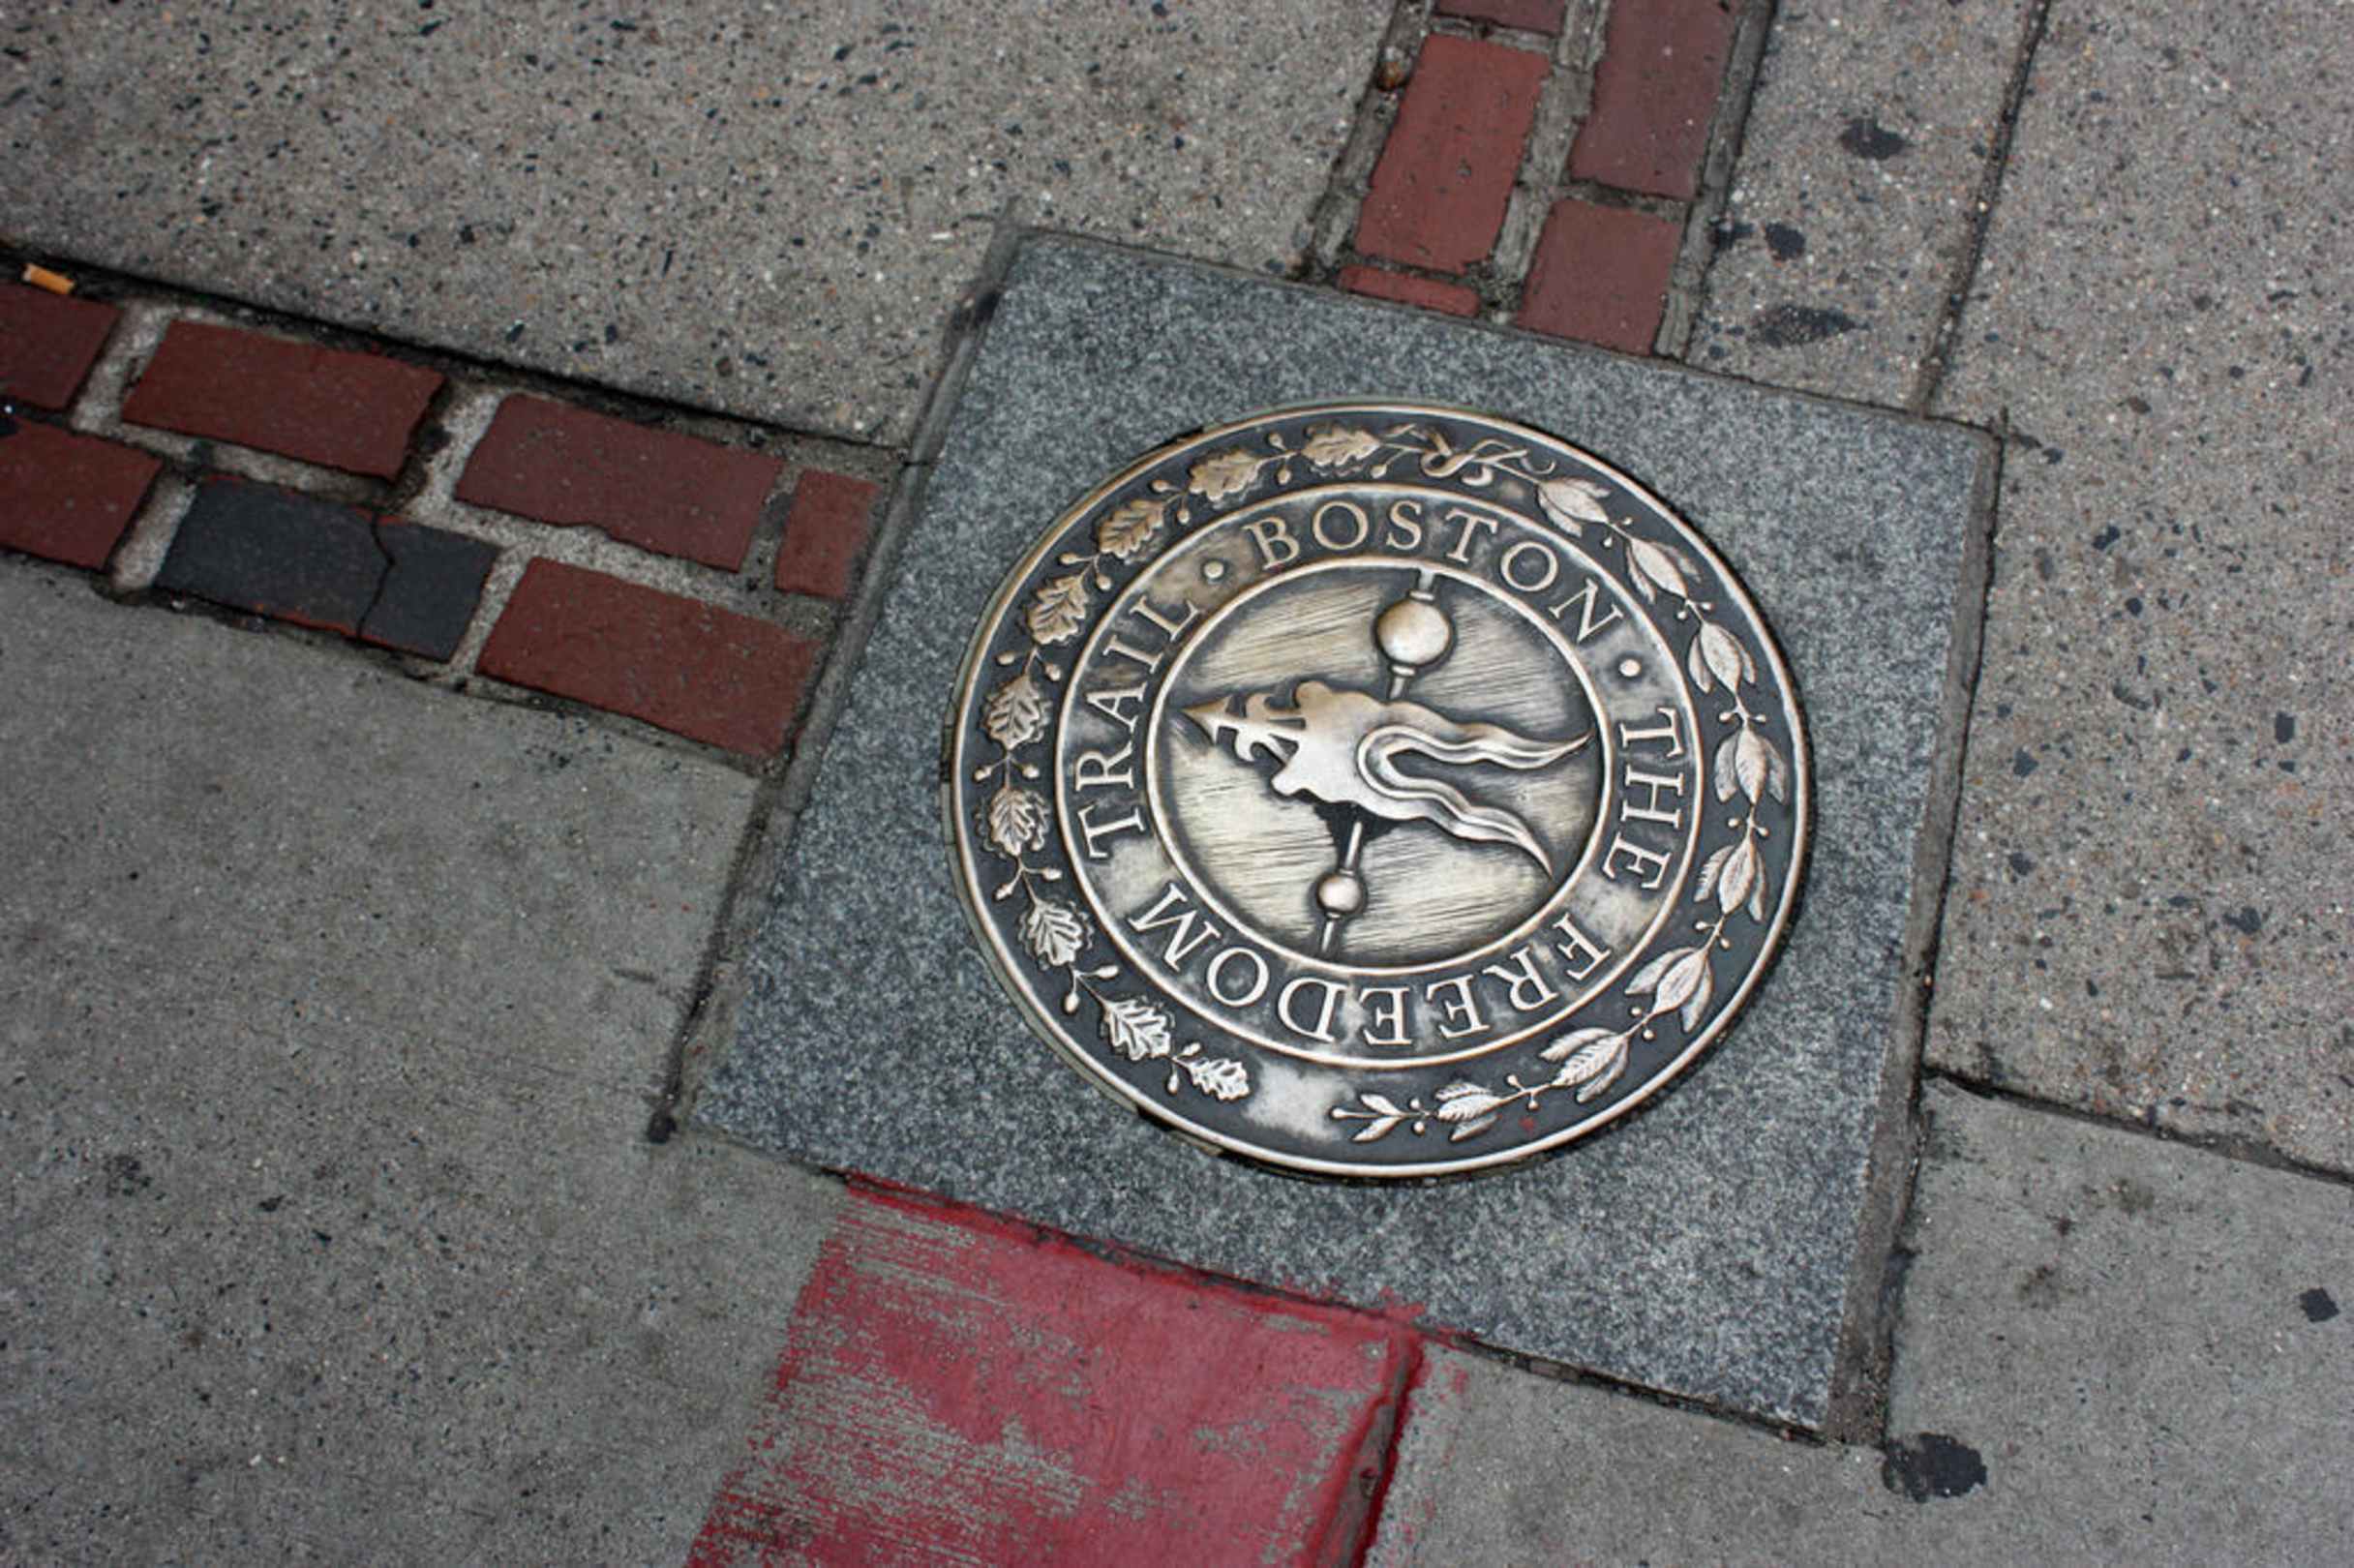 BOSTON · THE FREEDOM TRAIL ·